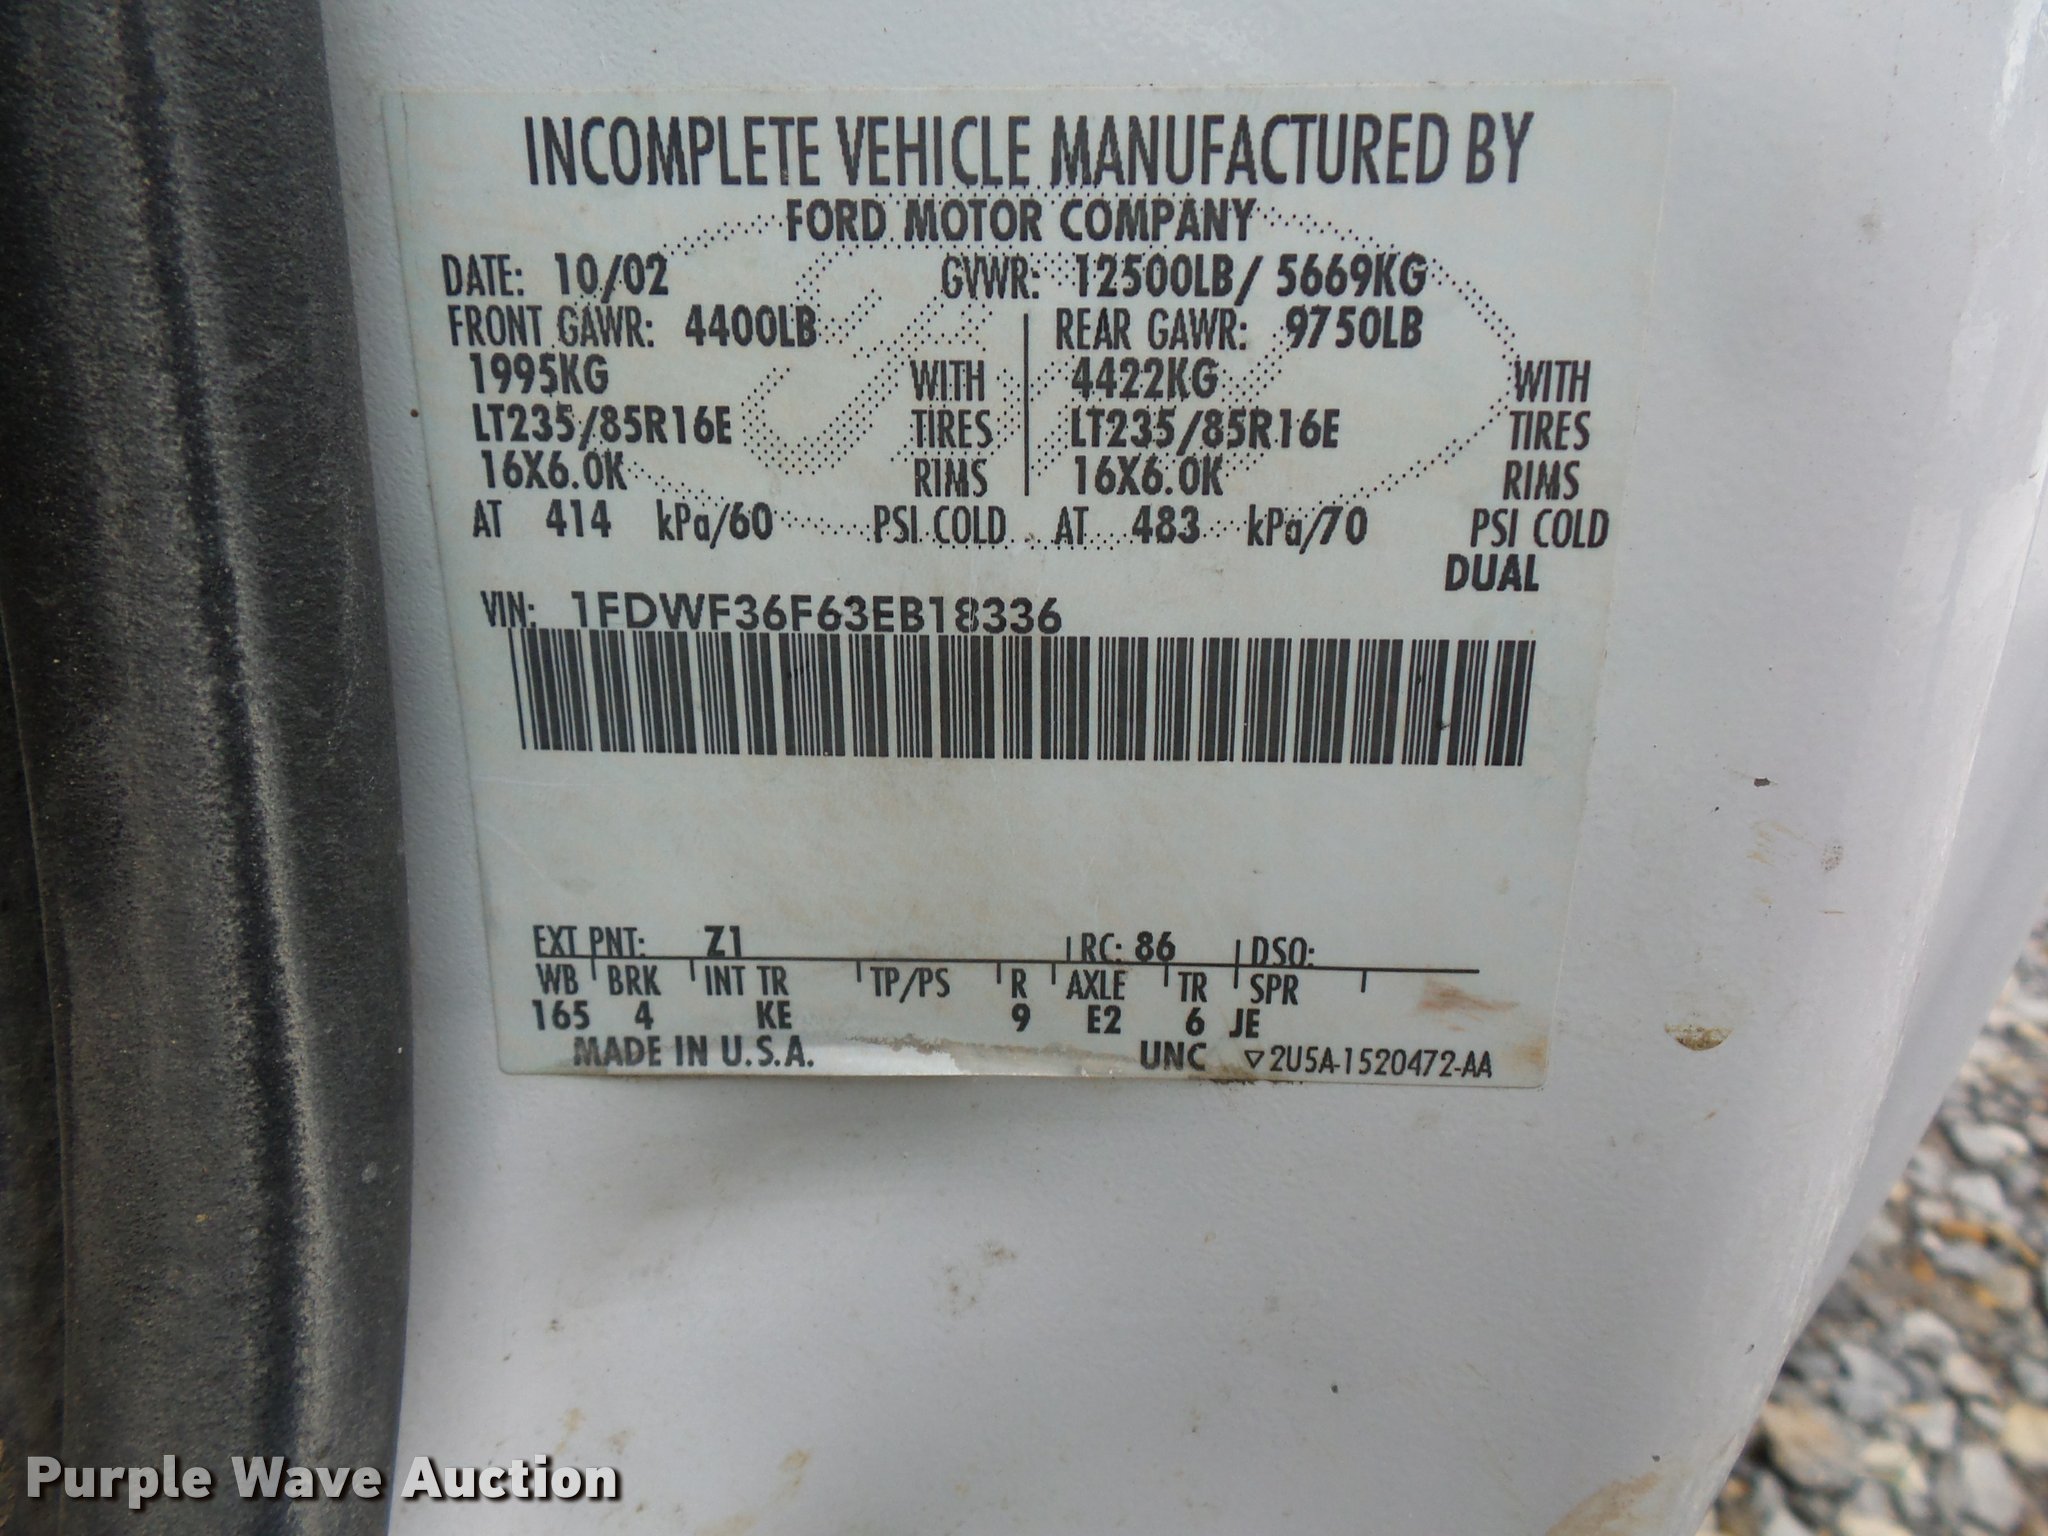 INCOMPLETE VEHICLE MANUFACTURED BY
FORD MOTOR COMPANY
DATE: 10/02 GVWR: 12500LB/ 5669KG
FRONT GAWR: 4400LB REAR GAWR: 9750LB
1995KG WITH 4422KG WITH
LT235/85R16E TIRES LT235/85R16E TIRES
16X6.0K RIMS 16X6.0K RIMS
AT 414 kPa/60 PSI COLD AT 483 kPa/70 PSI COLD
DUAL
VIN: 1FDWF36F63EB18336
EXT PNT: Z1 RC: 86 DSO:
WB BRK INT TR TP/PS R AXLE TR SPR
165 4 KE 9 E2 6 JE
MADE IN U.S.A. UNC ▽2U5A-1520472-AA
Purple Wave Auction